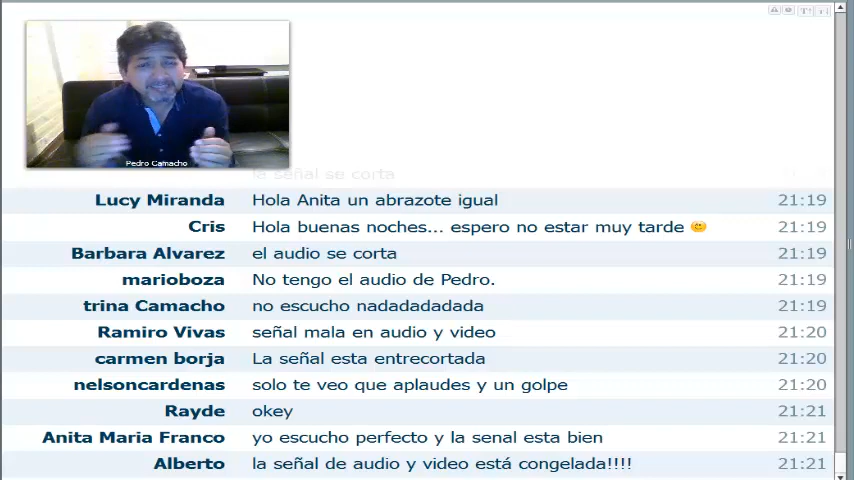 Pedro Camacho
la señal se corta
Lucy Miranda Hola Anita un abrazote igual 21:19
Cris Hola buenas noches... espero no estar muy tarde 21:19
Barbara Alvarez el audio se corta 21:19
marioboza No tengo el audio de Pedro. 21:19
trina Camacho no escucho nadadadadada 21:19
Ramiro Vivas señal mala en audio y video 21:20
carmen borja La señal esta entrecortada 21:20
nelsoncardenas solo te veo que aplaudes y un golpe 21:20
Rayde okey 21:21
Anita Maria Franco yo escucho perfecto y la senal esta bien 21:21
Alberto la señal de audio y video está congelada!!!! 21:21